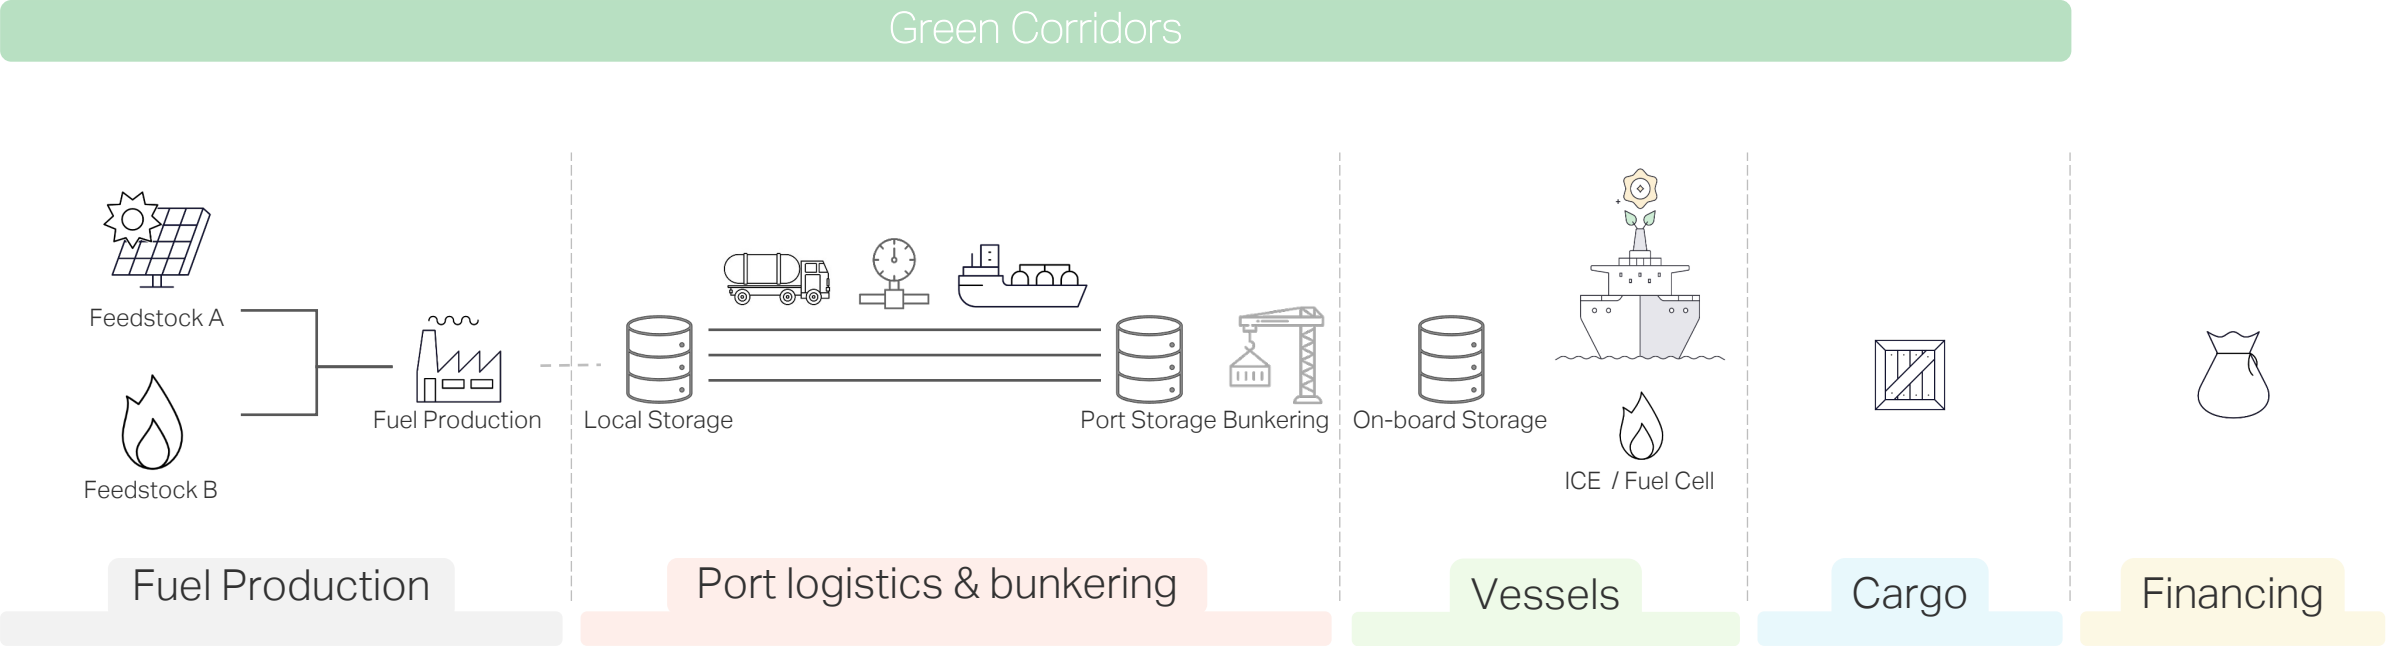 Green Corridors
Feedstock A
Feedstock B
Fuel Production
Local Storage
Port Storage
Bunkering
On-board Storage
ICE / Fuel Cell
Fuel Production
Port logistics & bunkering
Vessels
Cargo
Financing